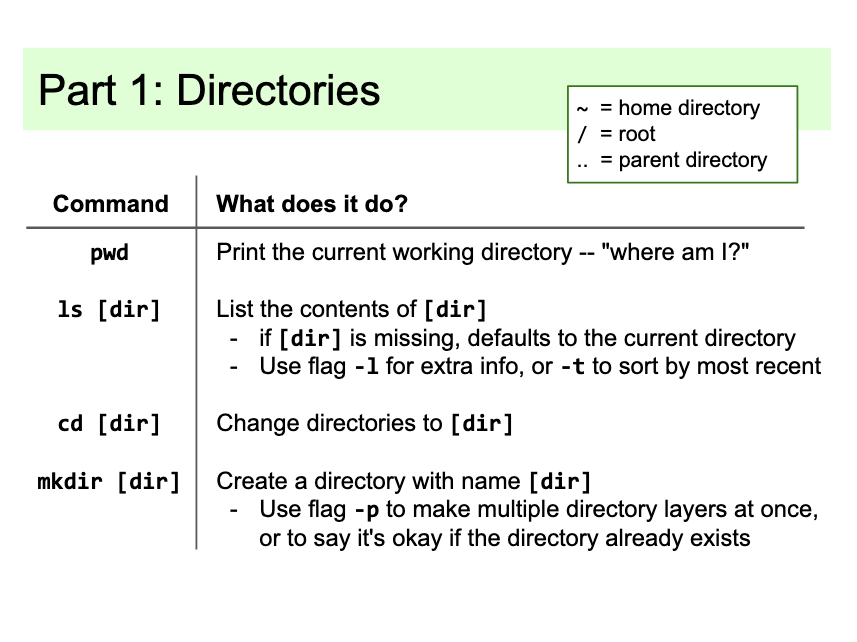 Part 1: Directories
~ = home directory
/ = root
.. = parent directory
Command What does it do?
pwd Print the current working directory -- "where am I?"
ls [dir] List the contents of [dir]
- if [dir] is missing, defaults to the current directory
- Use flag -l for extra info, or -t to sort by most recent
cd [dir] Change directories to [dir]
mkdir [dir] Create a directory with name [dir]
- Use flag -p to make multiple directory layers at once,
or to say it's okay if the directory already exists